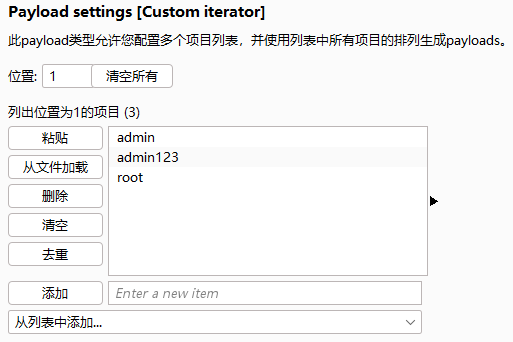 Payload settings [Custom iterator]
此payload类型允许您配置多个项目列表，并使用列表中所有项目的排列生成payloads。
位置: 1 清空所有
列出位置为1的项目 (3)
粘贴
从文件加载
删除
清空
去重
admin
admin123
root
添加 Enter a new item
从列表中添加...